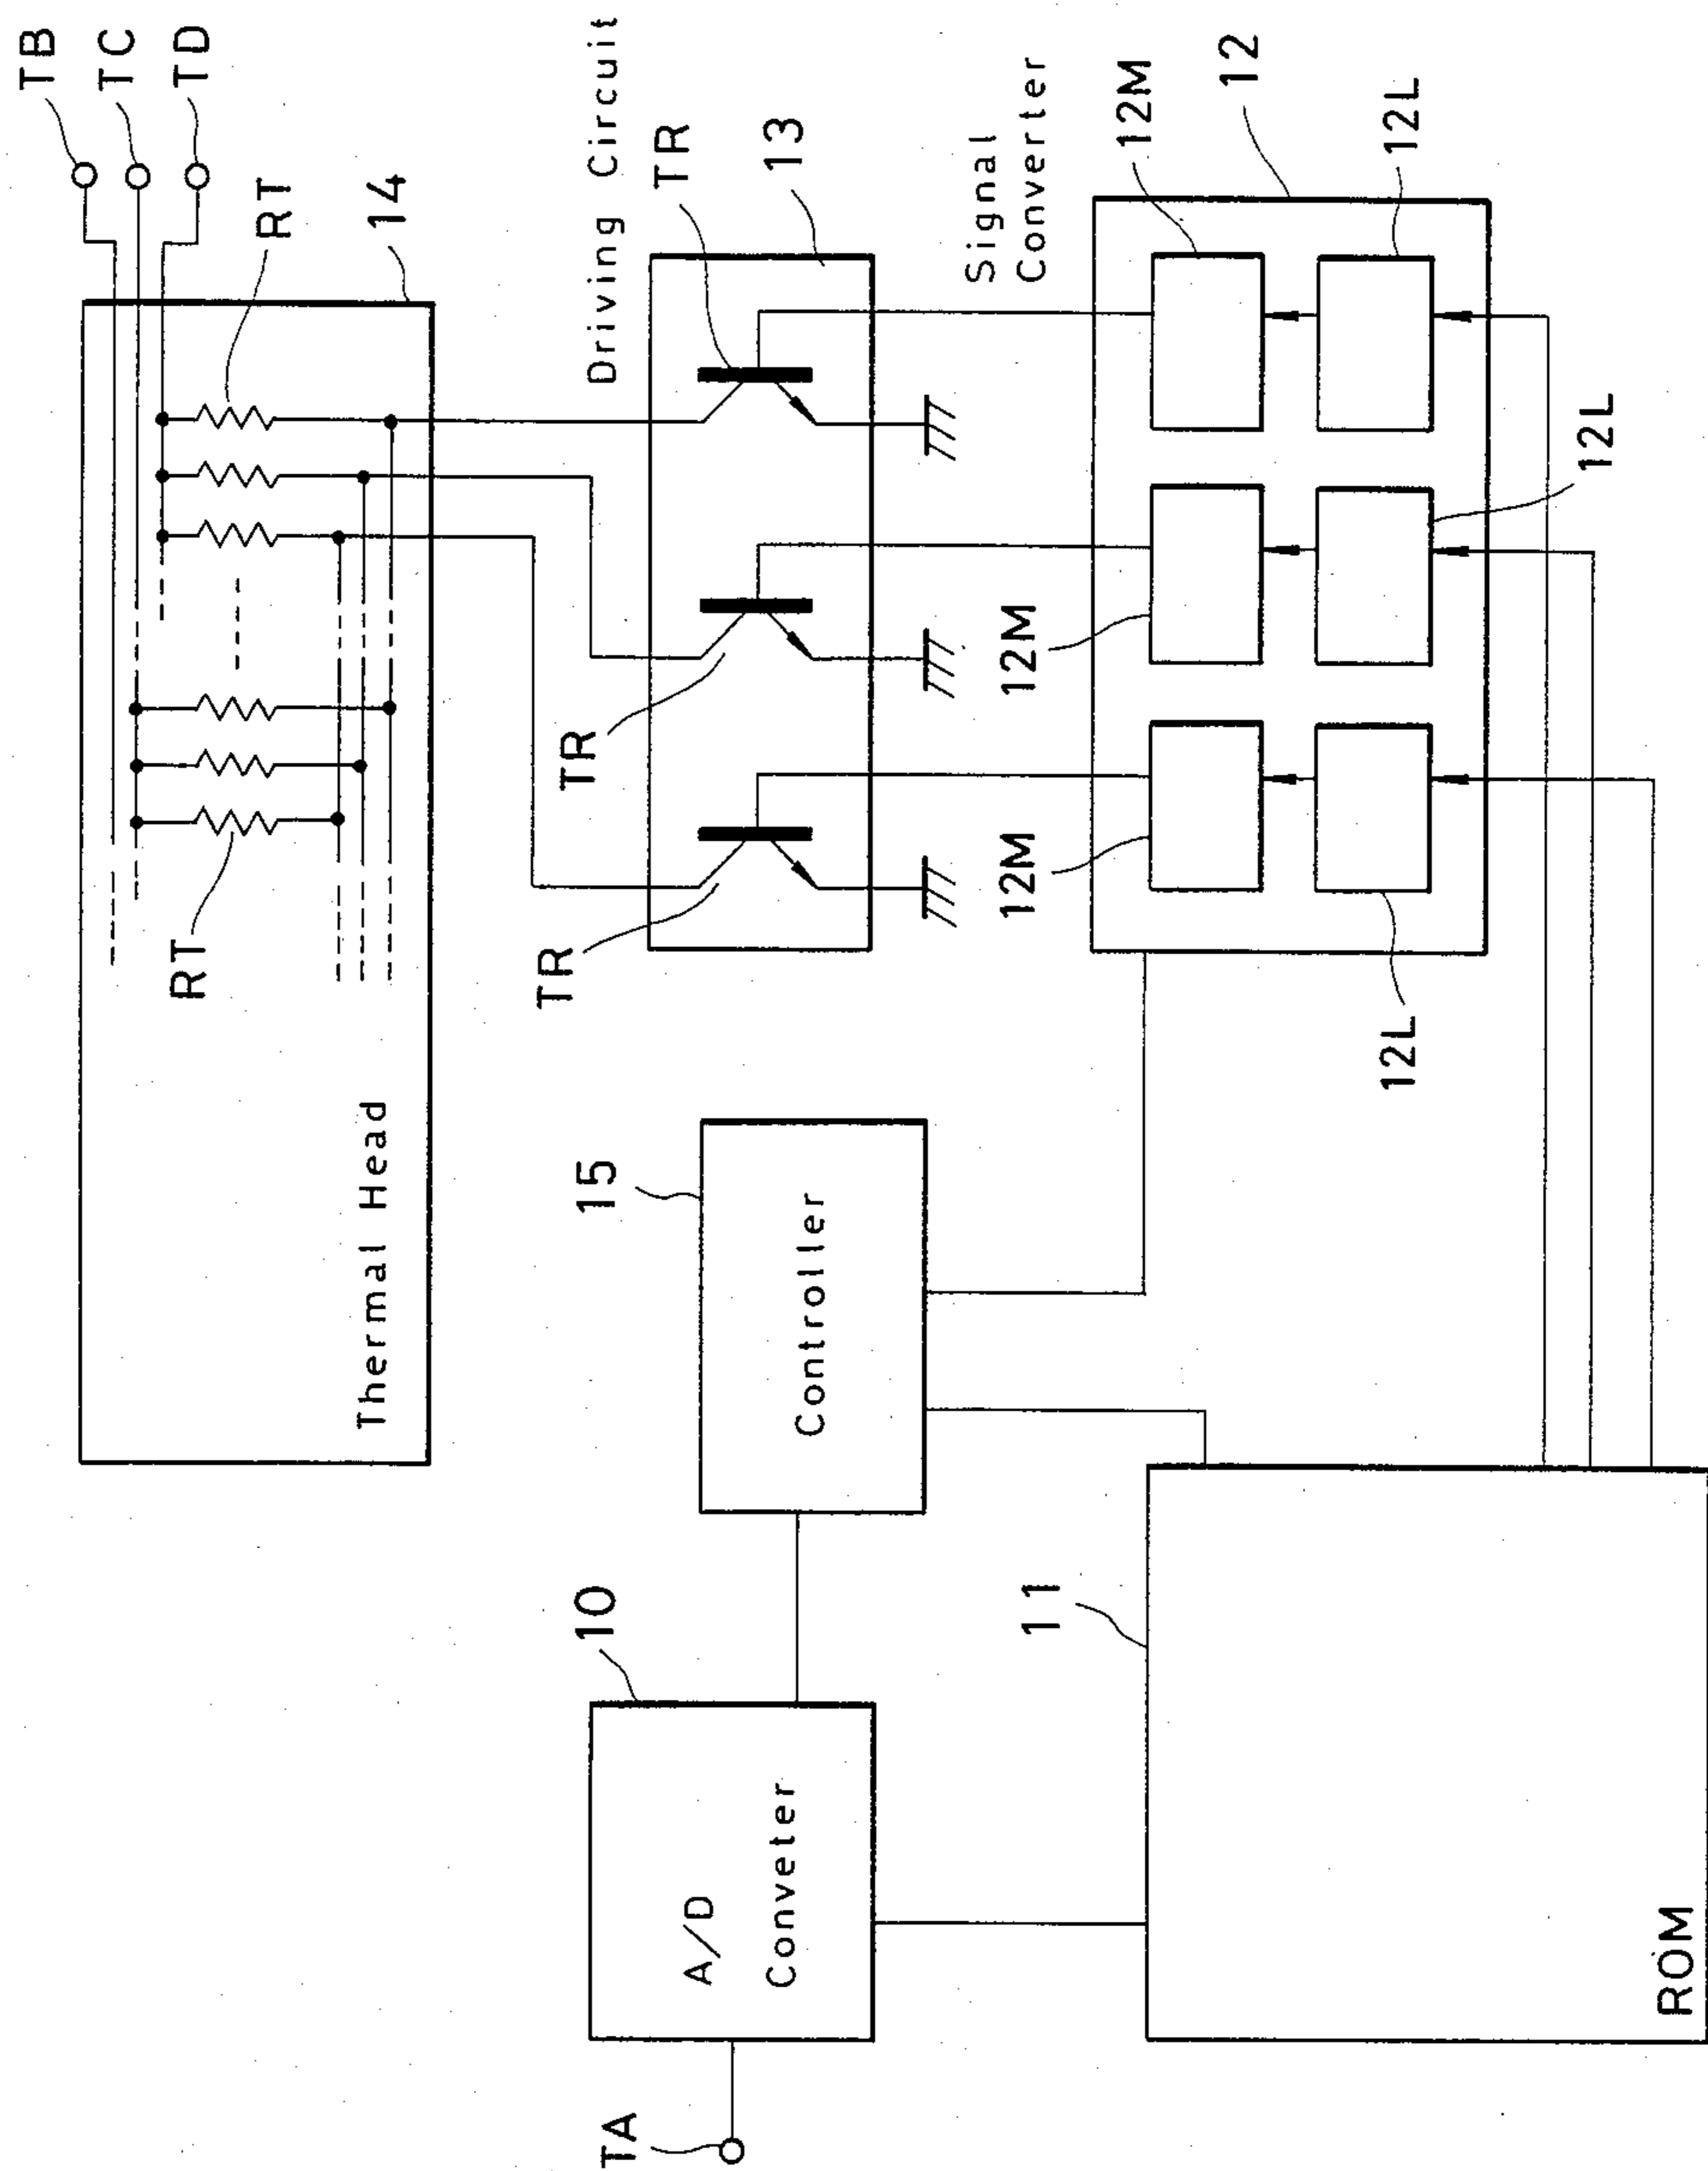 TA
10
A/D
Conveter
11
ROM
15
Controller
Thermal Head
14
RT
RT
TB
TC
TD
Driving Circuit
13
TR
TR
TR
Signal
Converter
12
12M
12M
12M
12L
12L
12L